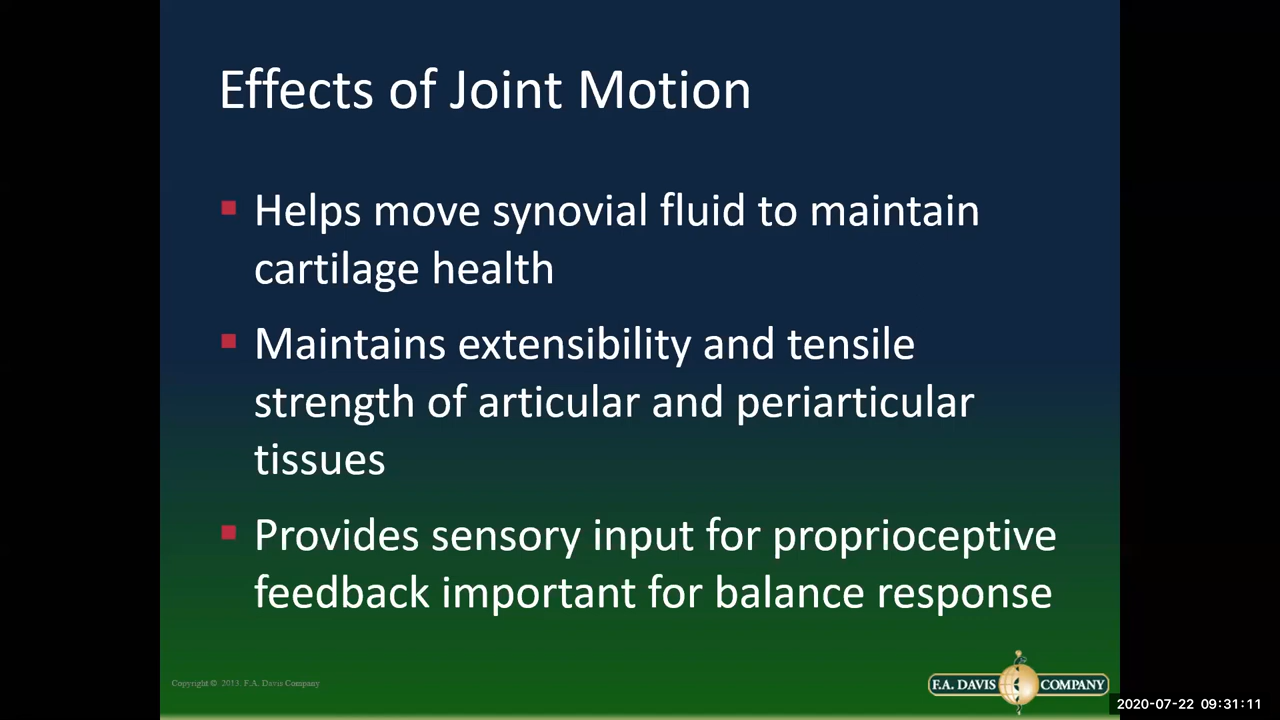 Effects of Joint Motion
Helps move synovial fluid to maintain
cartilage health
Maintains extensibility and tensile
strength of articular and periarticular
tissues
Provides sensory input for proprioceptive
feedback important for balance response
Copyright © 2013. F.A. Davis Company
F.A. DAVIS COMPANY
2020-07-22 09:31:11